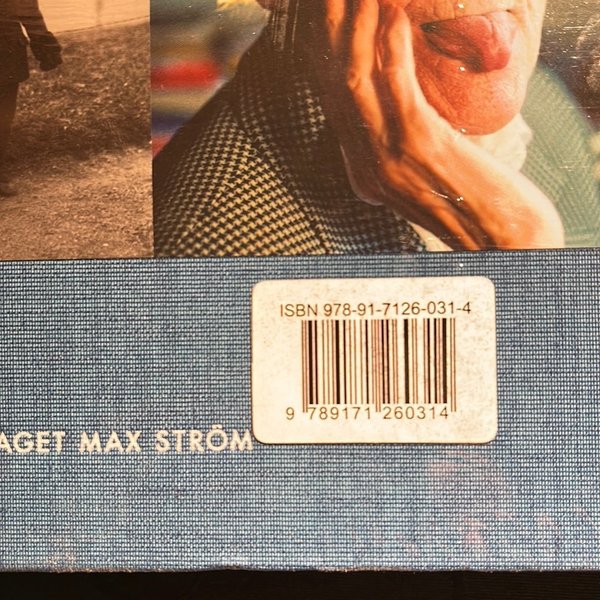 ISBN 978-91-7126-031-4
9 789171 260314
AGET MAX STRÖM